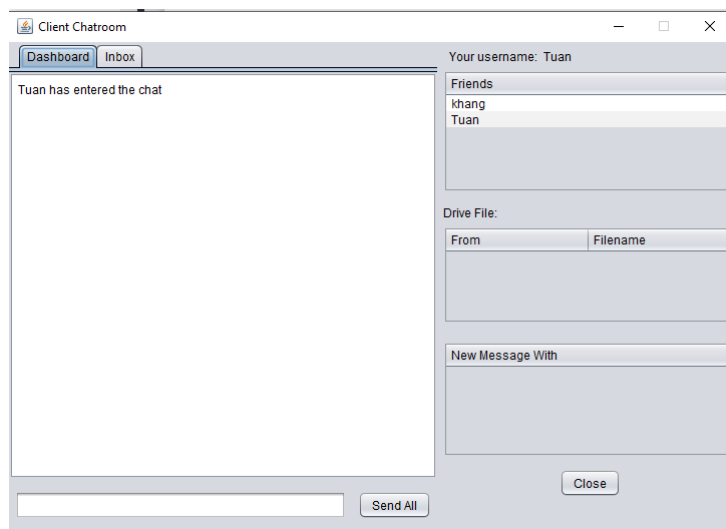 Client Chatroom
Dashboard Inbox
Tuan has entered the chat
Send All
Your username: Tuan
Friends
khang
Tuan
Drive File:
From Filename
New Message With
Close